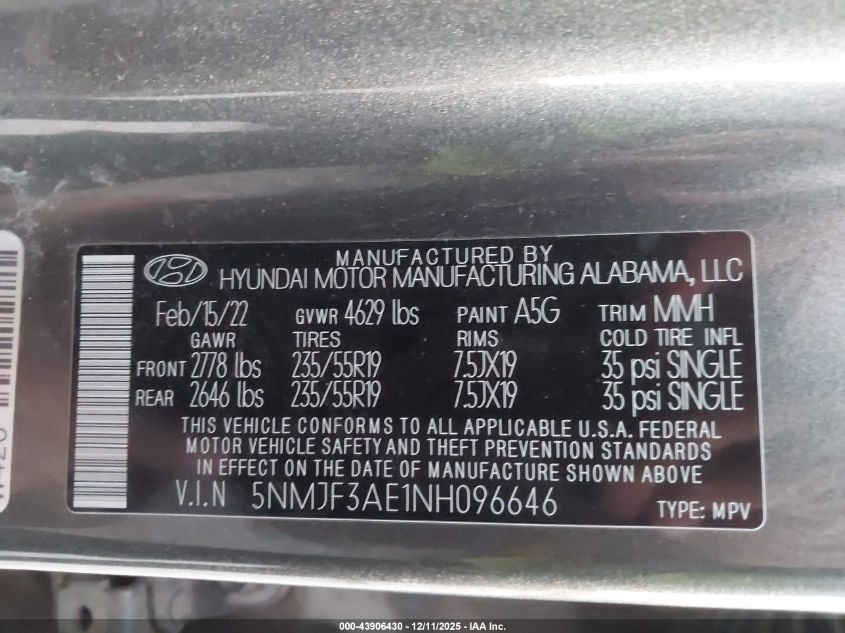 MANUFACTURED BY
HYUNDAI MOTOR MANUFACTURING ALABAMA, LLC
Feb/15/22 GVWR 4629 lbs PAINT A5G TRIM MMH
GAWR TIRES RIMS COLD TIRE INFL
FRONT 2778 lbs 235/55R19 7.5JX19 35 psi SINGLE
REAR 2646 lbs 235/55R19 7.5JX19 35 psi SINGLE
THIS VEHICLE CONFORMS TO ALL APPLICABLE U.S.A. FEDERAL
MOTOR VEHICLE SAFETY AND THEFT PREVENTION STANDARDS
IN EFFECT ON THE DATE OF MANUFACTURE SHOWN ABOVE
V.I.N 5NMJF3AE1NH096646 TYPE: MPV
000-43906430 - 12/11/2025 - IAA Inc.